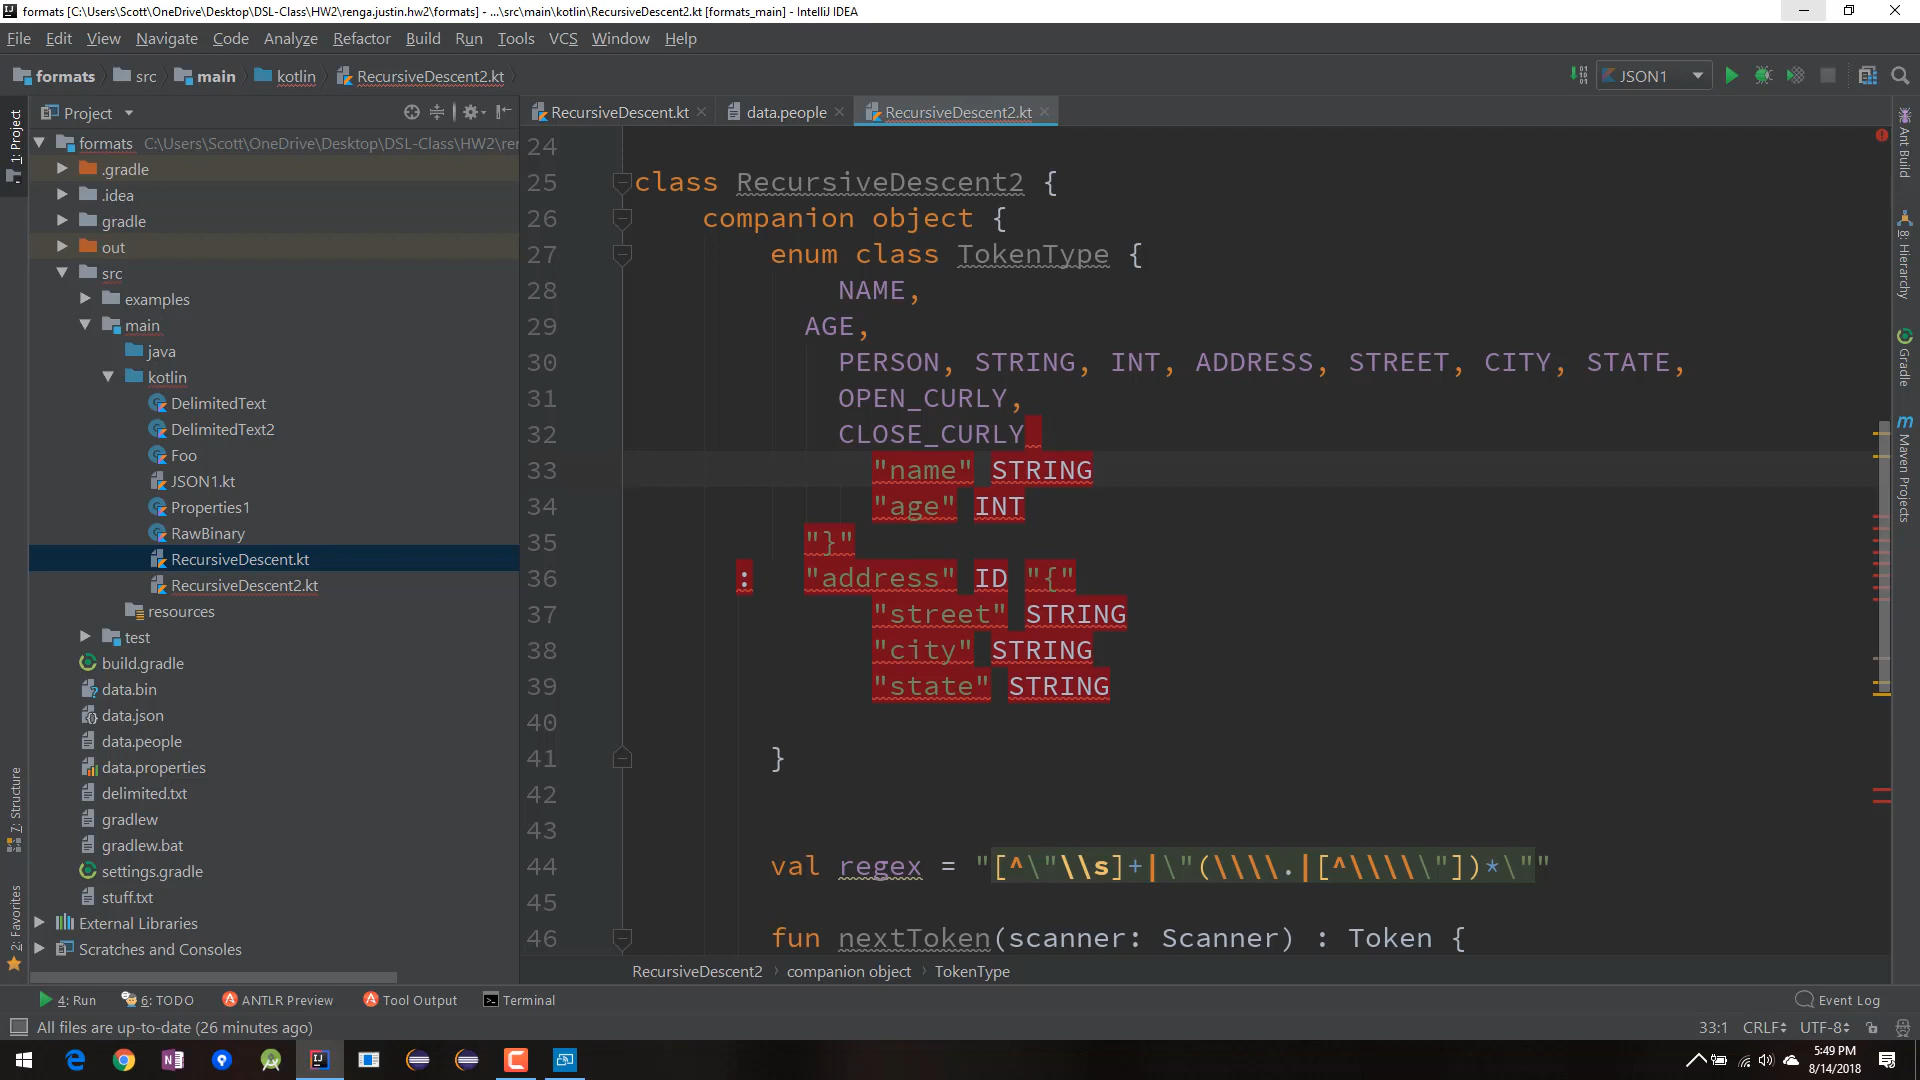 formats [C:\Users\Scott\OneDrive\Desktop\DSL-Class\HW2\renga.justin.hw2\formats] - ...\src\main\kotlin\RecursiveDescent2.kt [formats_main] - IntelliJ IDEA
File Edit View Navigate Code Analyze Refactor Build Run Tools VCS Window Help
formats src main kotlin RecursiveDescent2.kt JSON1
Project RecursiveDescent.kt data.people RecursiveDescent2.kt
1: Project
7: Structure
2: Favorites
formats C:\Users\Scott\OneDrive\Desktop\DSL-Class\HW2\ren
.gradle
.idea
gradle
out
src
examples
main
java
kotlin
DelimitedText
DelimitedText2
Foo
JSON1.kt
Properties1
RawBinary
RecursiveDescent.kt
RecursiveDescent2.kt
resources
test
build.gradle
data.bin
data.json
data.people
data.properties
delimited.txt
gradlew
gradlew.bat
settings.gradle
stuff.txt
External Libraries
Scratches and Consoles
24
25 class RecursiveDescent2 {
26 companion object {
27 enum class TokenType {
28 NAME,
29 AGE,
30 PERSON, STRING, INT, ADDRESS, STREET, CITY, STATE,
31 OPEN_CURLY,
32 CLOSE_CURLY
33 "name" STRING
34 "age" INT
35 "}"
36 : "address" ID "{"
37 "street" STRING
38 "city" STRING
39 "state" STRING
40
41 }
42
43
44 val regex = "[^\"\\s]+|\"(\\\\.|[^\\\\\"])*\""
45
46 fun nextToken(scanner: Scanner) : Token {
RecursiveDescent2 companion object TokenType
Ant Build
8: Hierarchy
Gradle
Maven Projects
4: Run 6: TODO ANTLR Preview Tool Output Terminal Event Log
All files are up-to-date (26 minutes ago) 33:1 CRLF UTF-8
5:49 PM
8/14/2018